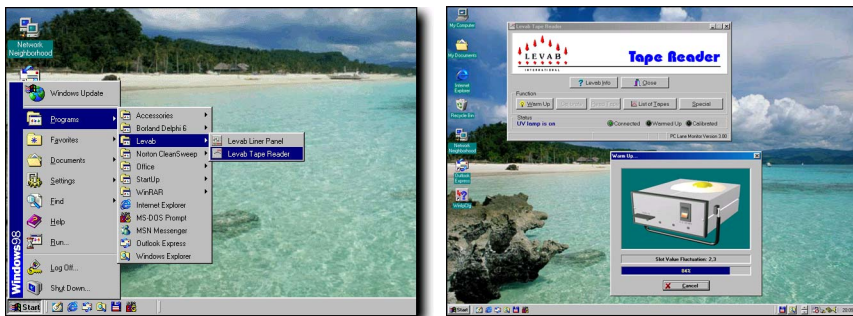 Network
Neighborhood
Windows98
Windows Update
Programs
Favorites
Documents
Settings
Find
Help
Run...
Log Off...
Shut Down...
Accessories
Borland Delphi 6
Levab
Norton CleanSweep
Office
StartUp
WinRAR
Internet Explorer
MS-DOS Prompt
MSN Messenger
Outlook Express
Windows Explorer
Levab Liner Panel
Levab Tape Reader
Start
My Computer
My Documents
Internet
Explorer
Recycle Bin
Network
Neighborhood
Outlook
Express
Levab Tape Reader
LEVAB
INTERNATIONAL
Tape Reader
? Levab Info
Close
Function
Warm Up
List of Tapes
Special
Status
UV lamp is on
Connected
Warmed Up
Calibrated
PC Lane Monitor Version 3.00
Warm Up...
Slot Value Fluctuation: 2,3
X Cancel
Start